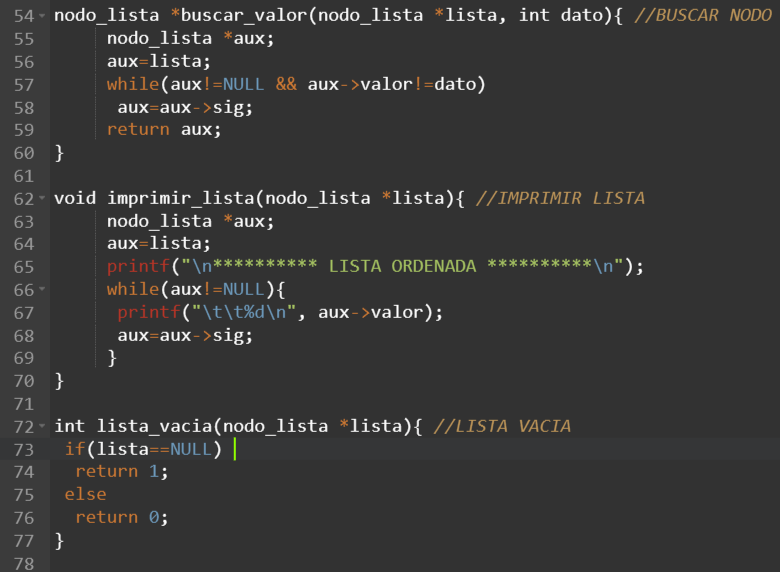 54 nodo_lista *buscar_valor(nodo_lista *lista, int dato){ //BUSCAR NODO
55 nodo_lista *aux;
56 aux=lista;
57 while(aux!=NULL && aux->valor!=dato)
58 aux=aux->sig;
59 return aux;
60 }
61
62 void imprimir_lista(nodo_lista *lista){ //IMPRIMIR LISTA
63 nodo_lista *aux;
64 aux=lista;
65 printf("\n********** LISTA ORDENADA **********\n");
66 while(aux!=NULL){
67 printf("\t\t%d\n", aux->valor);
68 aux=aux->sig;
69 }
70 }
71
72 int lista_vacia(nodo_lista *lista){ //LISTA VACIA
73 if(lista==NULL)
74 return 1;
75 else
76 return 0;
77 }
78